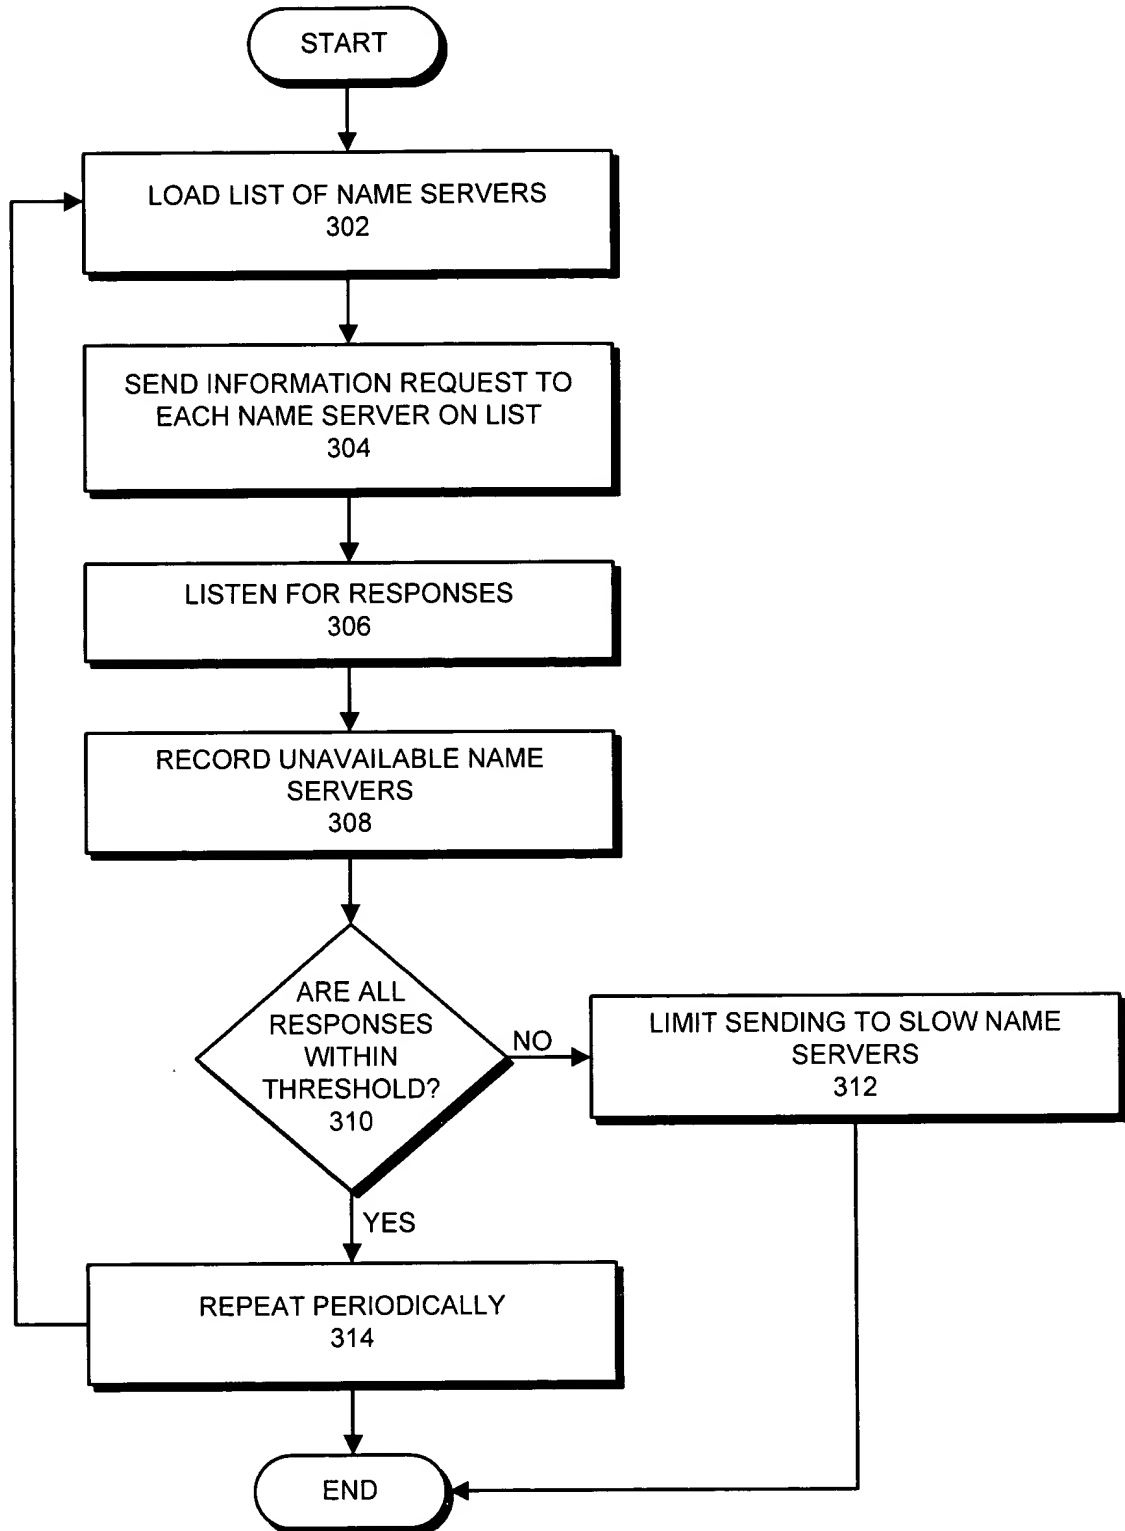 START
LOAD LIST OF NAME SERVERS
302
SEND INFORMATION REQUEST TO
EACH NAME SERVER ON LIST
304
LISTEN FOR RESPONSES
306
RECORD UNAVAILABLE NAME
SERVERS
308
ARE ALL
RESPONSES
WITHIN
THRESHOLD?
310
NO
LIMIT SENDING TO SLOW NAME
SERVERS
312
YES
REPEAT PERIODICALLY
314
END